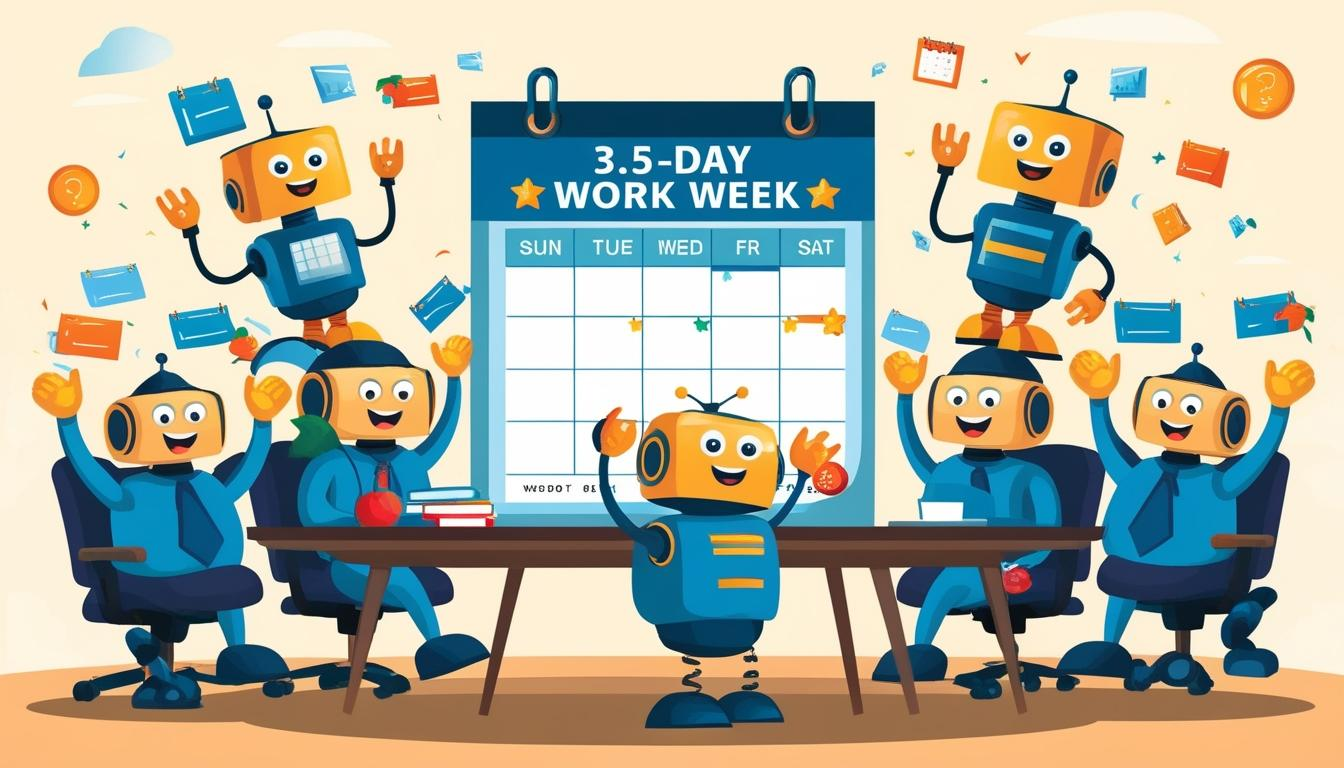 3.5-DAY
WORK WEEK
SUN TUE WED FR SAT
? ?